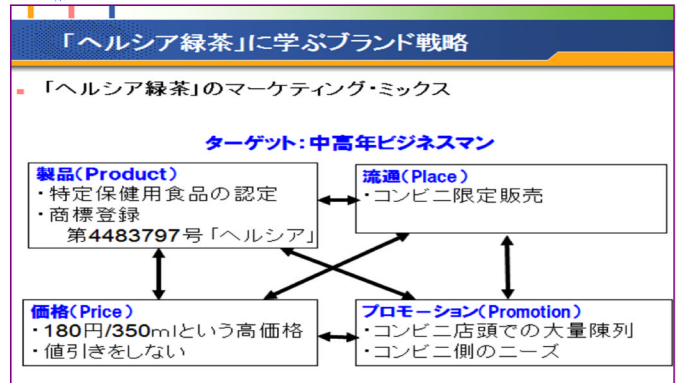 「ヘルシア緑茶」に学ぶブランド戦略
「ヘルシア緑茶」のマーケティング・ミックス
ターゲット：中高年ビジネスマン
製品(Product)
・特定保健用食品の認定
・商標登録
第4483797号「ヘルシア」
流通(Place)
・コンビニ限定販売
価格(Price)
・180円/350mlという高価格
・値引きをしない
プロモーション(Promotion)
・コンビニ店頭での大量陳列
・コンビニ側のニーズ